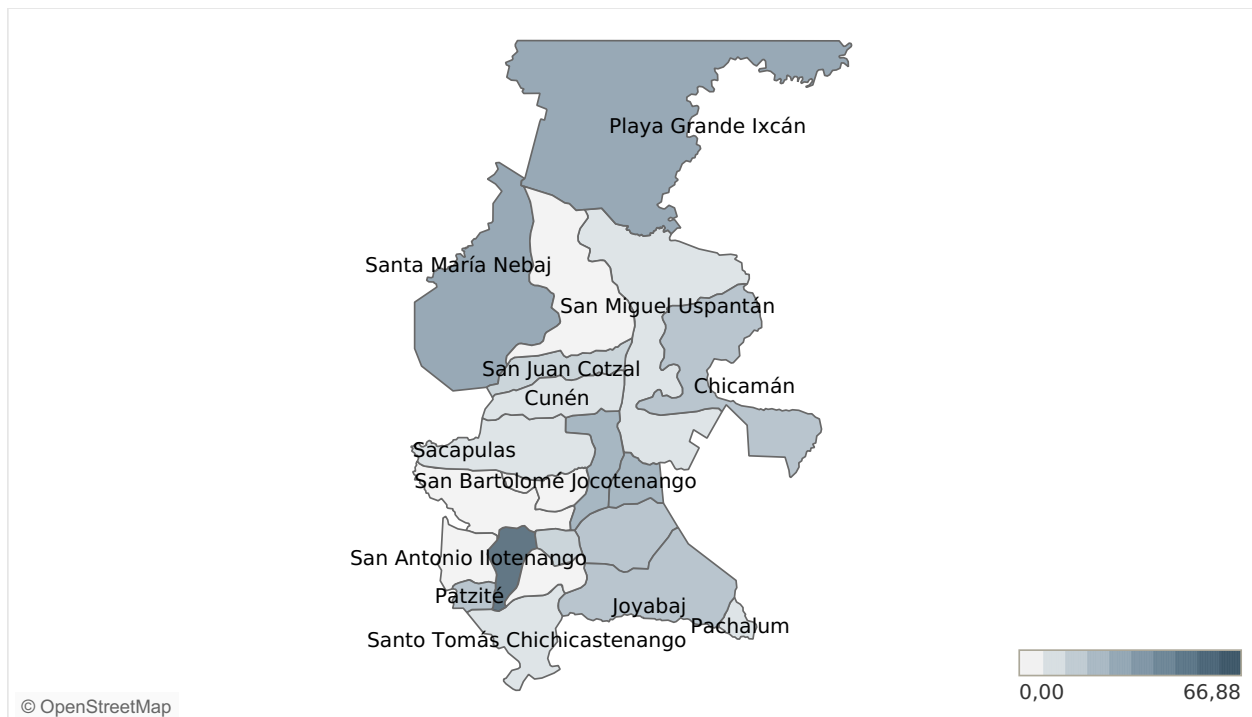 Playa Grande Ixcán
Santa María Nebaj
San Miguel Uspantán
San Juan Cotzal
Chicamán
Cunén
Sacapulas
San Bartolomé Jocotenango
San Antonio Ilotenango
Patzité
Joyabaj
Pachalum
Santo Tomás Chichicastenango
0,00 66,88
© OpenStreetMap